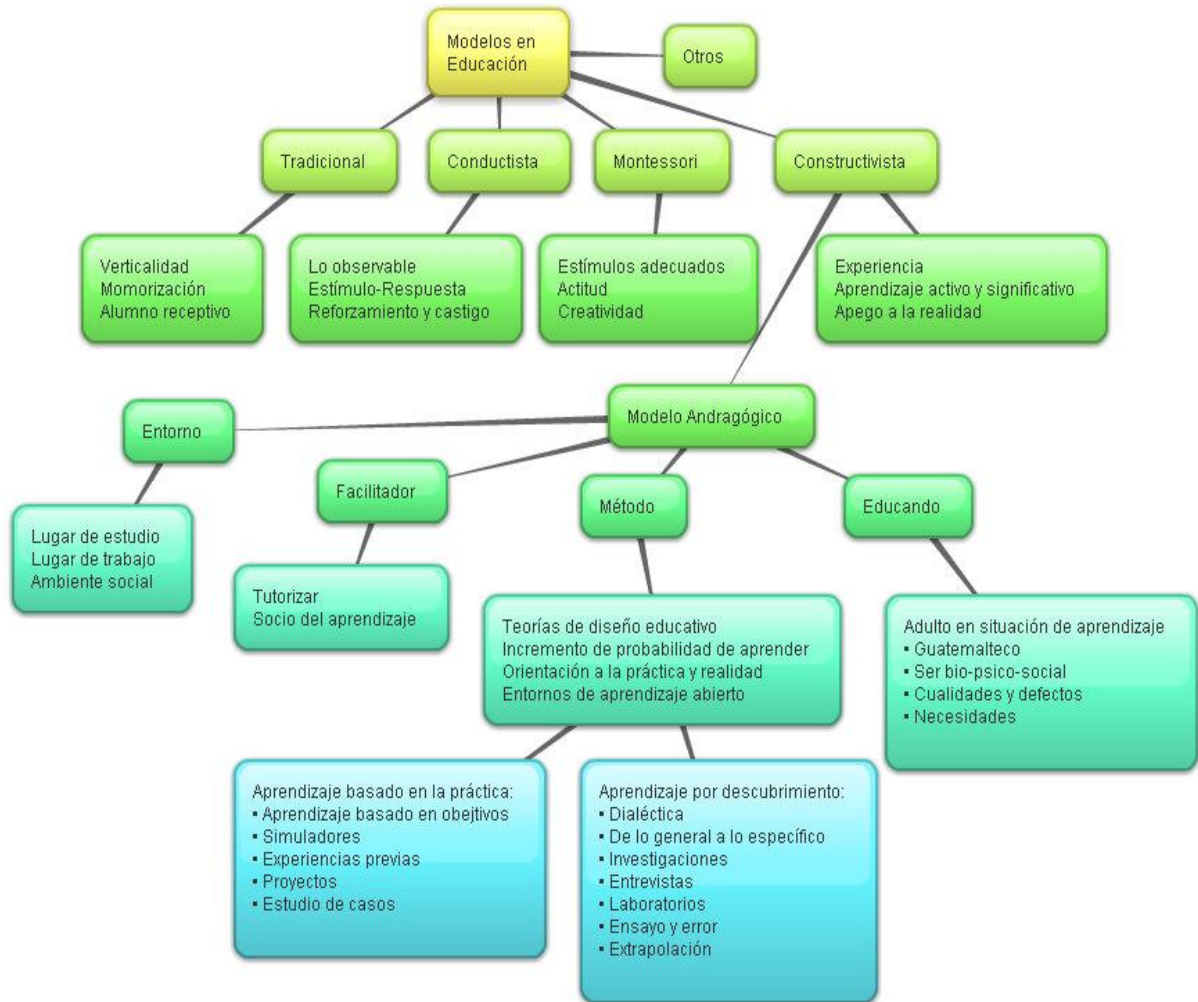 Modelos en
Educación
Otros
Tradicional
Conductista
Montessori
Constructivista
Verticalidad
Momorización
Alumno receptivo
Lo observable
Estímulo-Respuesta
Reforzamiento y castigo
Estímulos adecuados
Actitud
Creatividad
Experiencia
Aprendizaje activo y significativo
Apego a la realidad
Modelo Andragógico
Entorno
Facilitador
Método
Educando
Lugar de estudio
Lugar de trabajo
Ambiente social
Tutorizar
Socio del aprendizaje
Teorías de diseño educativo
Incremento de probabilidad de aprender
Orientación a la práctica y realidad
Entornos de aprendizaje abierto
Adulto en situación de aprendizaje
▪ Guatemalteco
▪ Ser bio-psico-social
▪ Cualidades y defectos
▪ Necesidades
Aprendizaje basado en la práctica:
▪ Aprendizaje basado en obejtivos
▪ Simuladores
▪ Experiencias previas
▪ Proyectos
▪ Estudio de casos
Aprendizaje por descubrimiento:
▪ Dialéctica
▪ De lo general a lo específico
▪ Investigaciones
▪ Entrevistas
▪ Laboratorios
▪ Ensayo y error
▪ Extrapolación